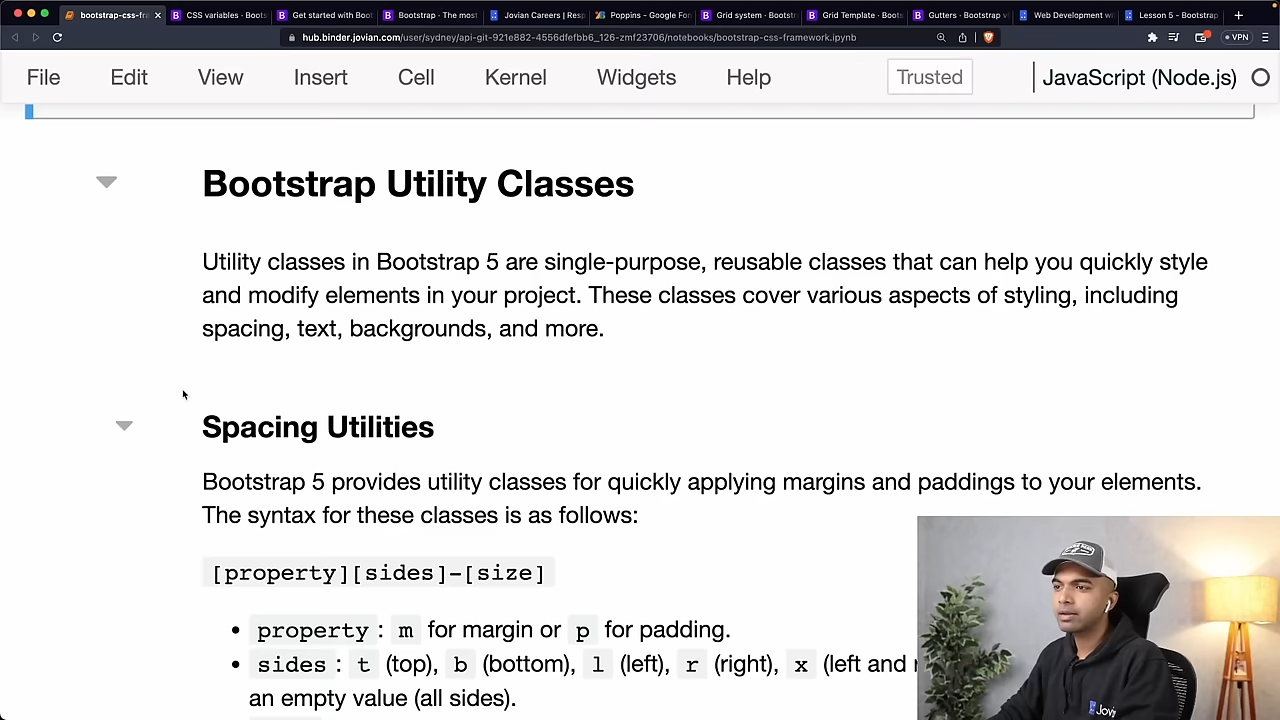 bootstrap-css-fra
CSS variables · Boots
Get started with Boot
Bootstrap · The most
Jovian Careers | Resp
Poppins - Google Fon
Grid system · Bootst
Grid Template · Boots
Gutters · Bootstrap v
Web Development wi
Lesson 5 - Bootstrap
hub.binder.jovian.com/user/sydney/api-git-921e882-4556dfefbb6_126-zmf23706/notebooks/bootstrap-css-framework.ipynb
VPN
File Edit View Insert Cell Kernel Widgets Help Trusted JavaScript (Node.js)
Bootstrap Utility Classes
Utility classes in Bootstrap 5 are single-purpose, reusable classes that can help you quickly style
and modify elements in your project. These classes cover various aspects of styling, including
spacing, text, backgrounds, and more.
Spacing Utilities
Bootstrap 5 provides utility classes for quickly applying margins and paddings to your elements.
The syntax for these classes is as follows:
[property][sides]-[size]
• property : m for margin or p for padding.
• sides : t (top), b (bottom), l (left), r (right), x (left and
an empty value (all sides).
Jovi